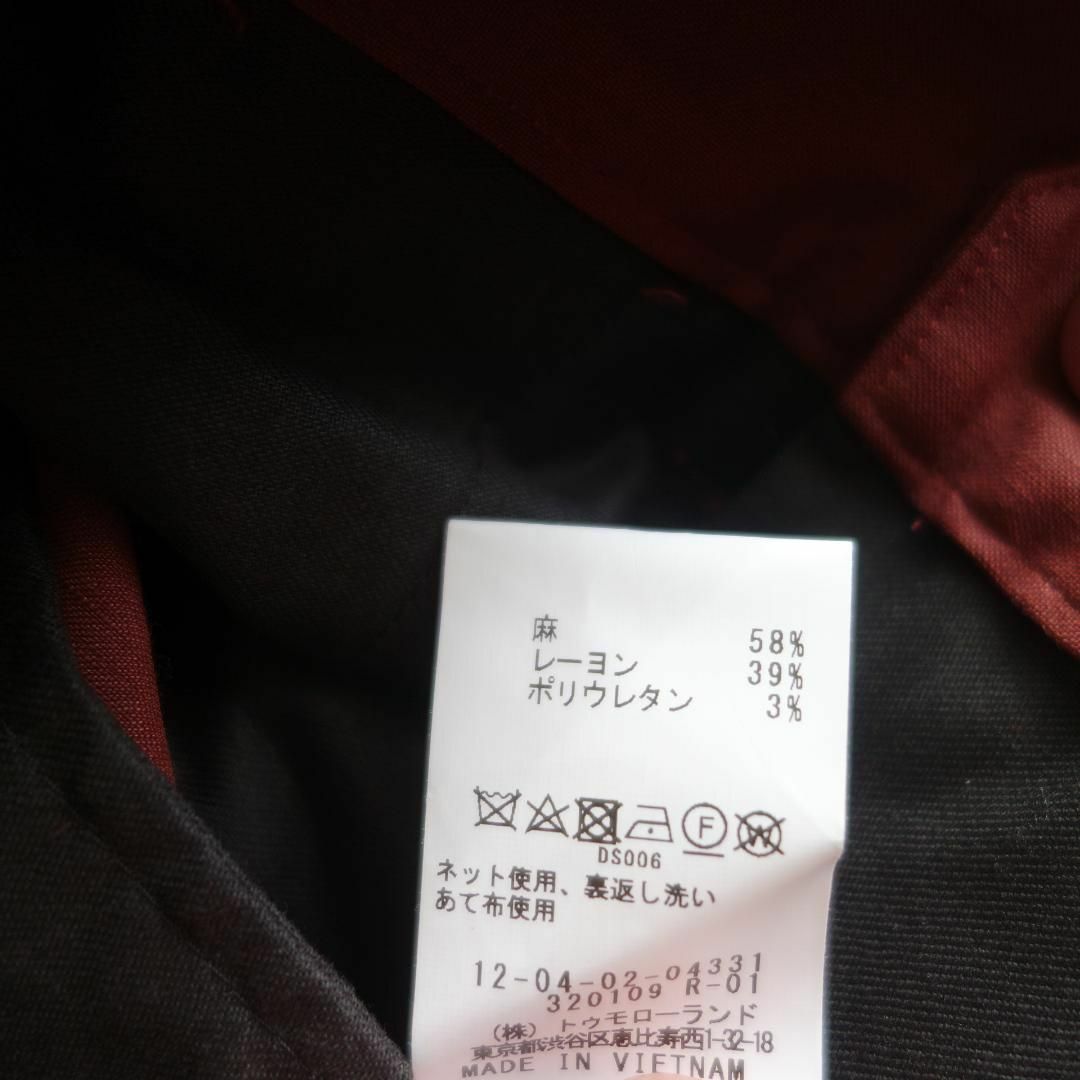 麻 58%
レーヨン 39%
ポリウレタン 3%
F W
DS006
ネット使用、裏返し洗い
あて布使用
12-04-02-04331
320109 R-01
(株) トゥモローランド
東京都渋谷区恵比寿西1-32-18
MADE IN VIETNAM